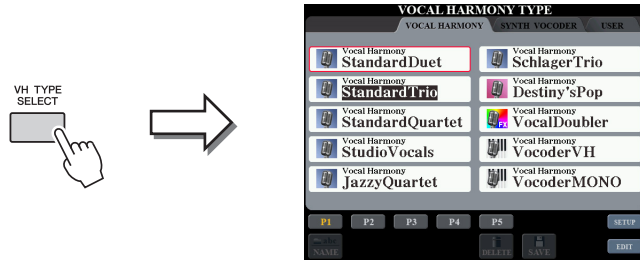 VH TYPE
SELECT
VOCAL HARMONY TYPE
VOCAL HARMONY SYNTH VOCODER USER
Vocal Harmony
StandardDuet
Vocal Harmony
SchlagerTrio
Vocal Harmony
StandardTrio
Vocal Harmony
Destiny'sPop
Vocal Harmony
StandardQuartet
FX
Vocal Harmony
VocalDoubler
Vocal Harmony
StudioVocals
Vocal Harmony
VocoderVH
Vocal Harmony
JazzyQuartet
Vocal Harmony
VocoderMONO
P1 P2 P3 P4 P5 SETUP
NAME DELETE SAVE EDIT